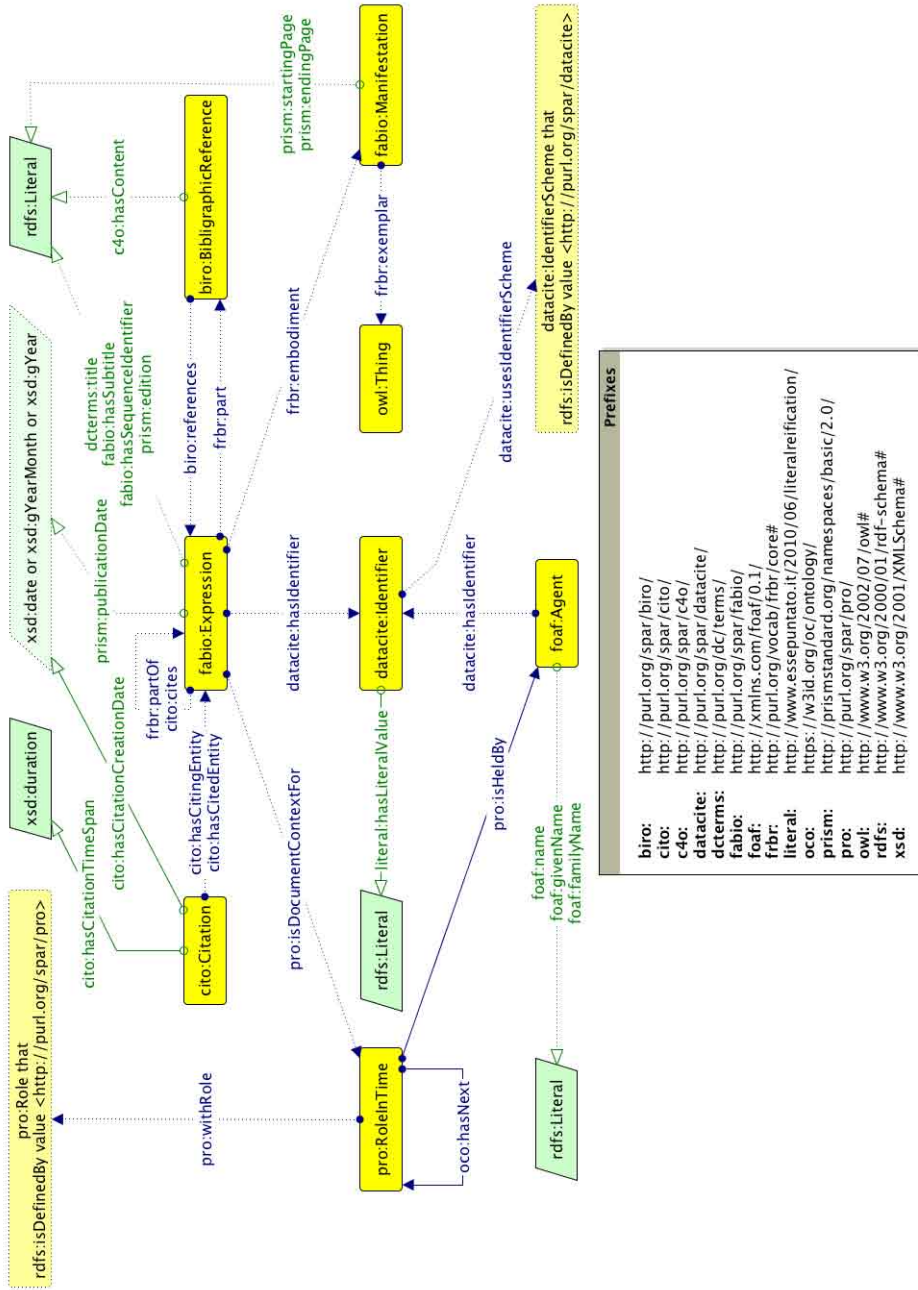 pro:Role that
rdfs:isDefinedBy value <http://purl.org/spar/pro>
xsd:duration
xsd:date or xsd:gYearMonth or xsd:gYear
rdfs:Literal
cito:hasCitationTimeSpan
cito:hasCitationCreationDate
prism:publicationDate
dcterms:title
fabio:hasSubtitle
fabio:hasSequenceIdentifier
prism:edition
c4o:hasContent
prism:startingPage
prism:endingPage
pro:withRole
cito:Citation
cito:hasCitingEntity
cito:hasCitedEntity
frbr:partOf
cito:cites
fabio:Expression
biro:references
frbr:part
biro:BibligraphicReference
pro:isDocumentContextFor
datacite:hasIdentifier
frbr:embodiment
pro:RoleInTime
oco:hasNext
rdfs:Literal
literal:hasLiteralValue
datacite:Identifier
owl:Thing
frbr:exemplar
fabio:Manifestation
pro:isHeldBy
datacite:hasIdentifier
datacite:usesIdentifierScheme
rdfs:Literal
foaf:name
foaf:givenName
foaf:familyName
foaf:Agent
datacite:IdentifierScheme that
rdfs:isDefinedBy value <http://purl.org/spar/datacite>
Prefixes
biro: http://purl.org/spar/biro/
cito: http://purl.org/spar/cito/
c4o: http://purl.org/spar/c4o/
datacite: http://purl.org/spar/datacite/
dcterms: http://purl.org/dc/terms/
fabio: http://purl.org/spar/fabio/
foaf: http://xmlns.com/foaf/0.1/
frbr: http://purl.org/vocab/frbr/core#
literal: http://www.essepuntato.it/2010/06/literalreification/
oco: https://w3id.org/oc/ontology/
prism: http://prismstandard.org/namespaces/basic/2.0/
pro: http://purl.org/spar/pro/
owl: http://www.w3.org/2002/07/owl#
rdfs: http://www.w3.org/2000/01/rdf-schema#
xsd: http://www.w3.org/2001/XMLSchema#